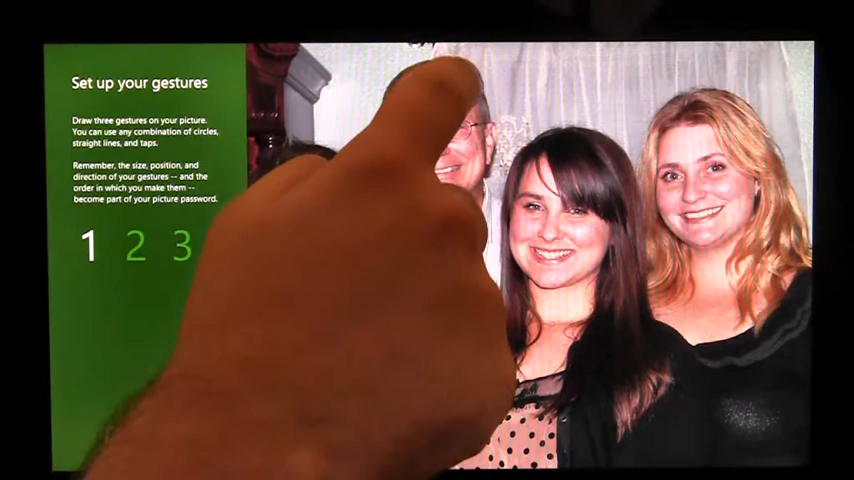 Set up your gestures
Draw three gestures on your picture.
You can use any combination of circles,
straight lines, and taps.
Remember, the size, position, and
direction of your gestures -- and the
order in which you make them --
become part of your picture password.
1 2 3